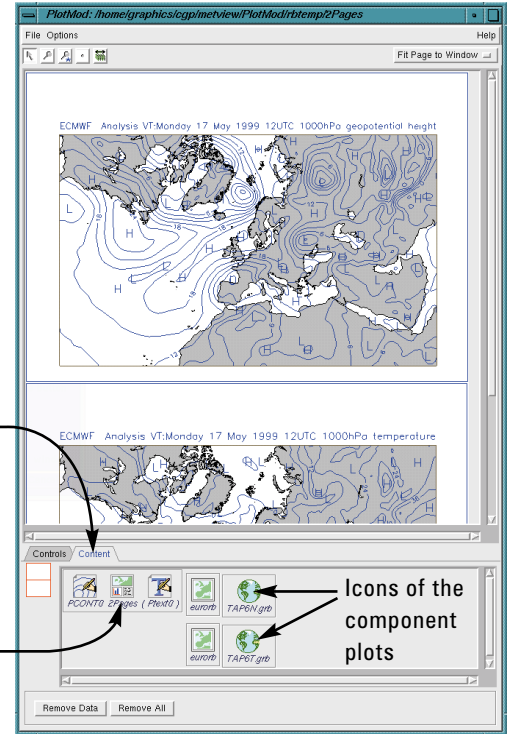 PlotMod: /home/graphics/cgp/metview/PlotMod/rbtemp/2Pages
File Options Help
Fit Page to Window
ECMWF Analysis VT:Monday 17 May 1999 12UTC 1000hPa geopotential height
ECMWF Analysis VT:Monday 17 May 1999 12UTC 1000hPa temperature
Controls Content
PCONT0 2Pages ( Ptext0 ) eurorb TAP6N.grb
eurorb TAP6T.grb
Icons of the
component
plots
Remove Data Remove All